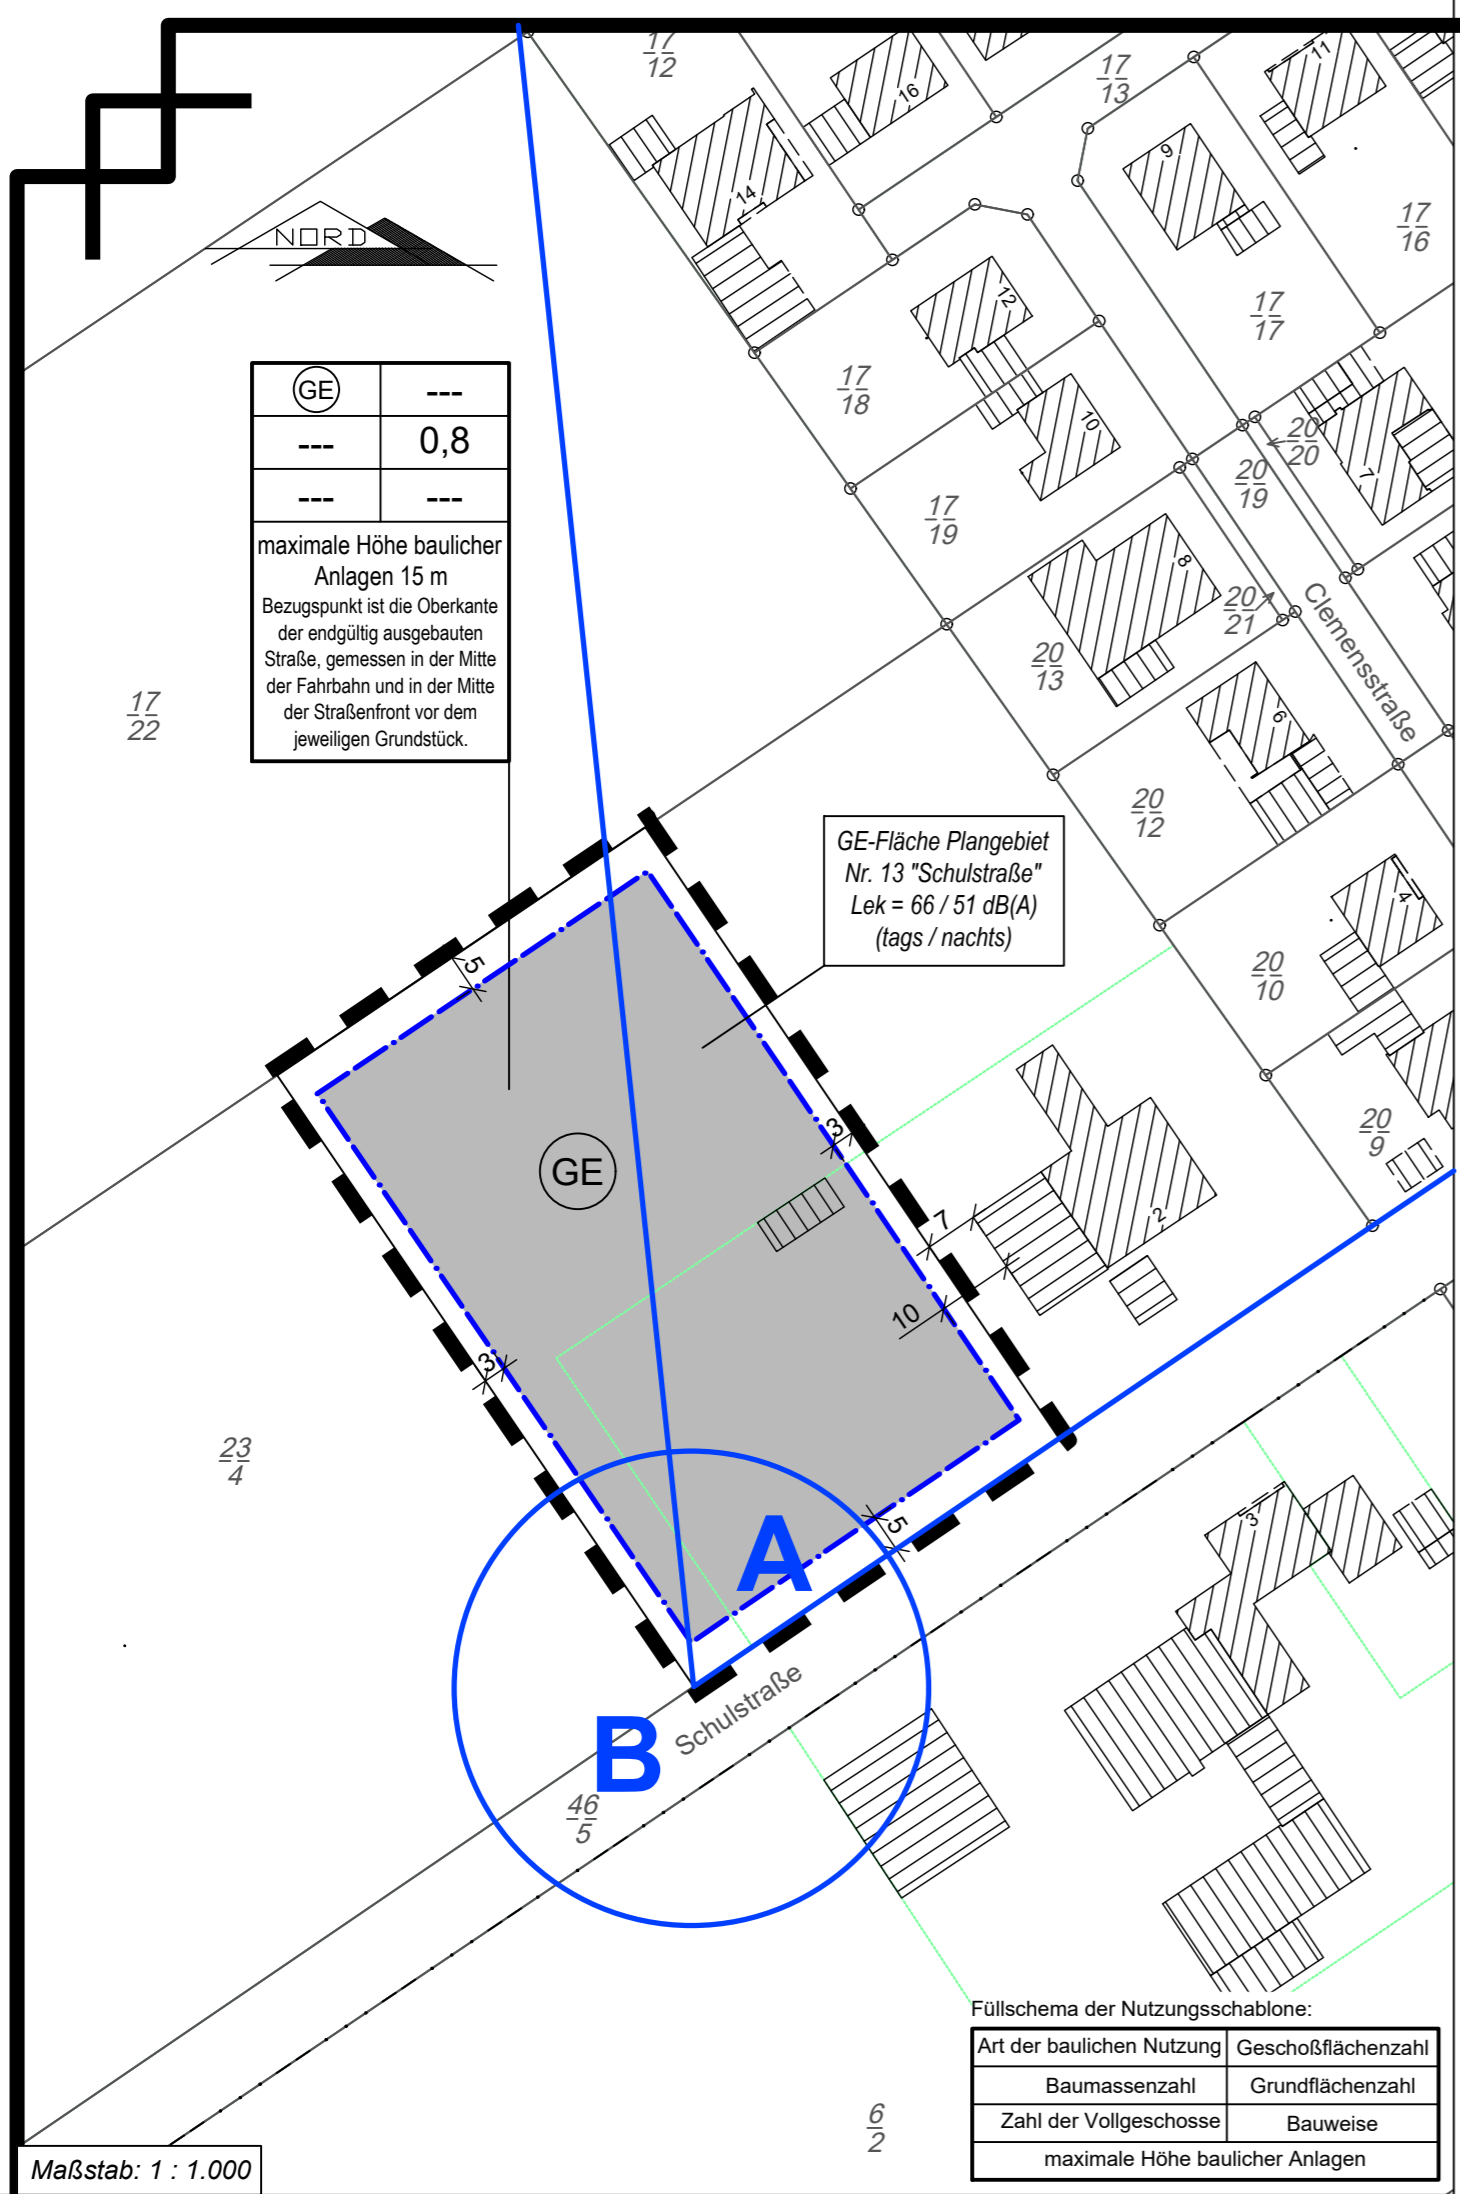 17
12
17
13
11
16
9
14
NORD
17
16
12
17
17
GE ---
--- 0,8
--- ---
maximale Höhe baulicher
Anlagen 15 m
Bezugspunkt ist die Oberkante
der endgültig ausgebauten
Straße, gemessen in der Mitte
der Fahrbahn und in der Mitte
der Straßenfront vor dem
jeweiligen Grundstück.
17
18
10
20
20
20
19
7
17
19
8
20
21
Clemensstraße
20
13
6
17
22
20
12
GE-Fläche Plangebiet
Nr. 13 "Schulstraße"
Lek = 66 / 51 dB(A)
(tags / nachts)
4
5
20
10
3
20
9
GE
7
2
10
3
23
4
5
3
A
Schulstraße
B
46
5
Füllschema der Nutzungsschablone:
Art der baulichen Nutzung Geschoßflächenzahl
Baumassenzahl Grundflächenzahl
Zahl der Vollgeschosse Bauweise
maximale Höhe baulicher Anlagen
6
2
Maßstab: 1 : 1.000